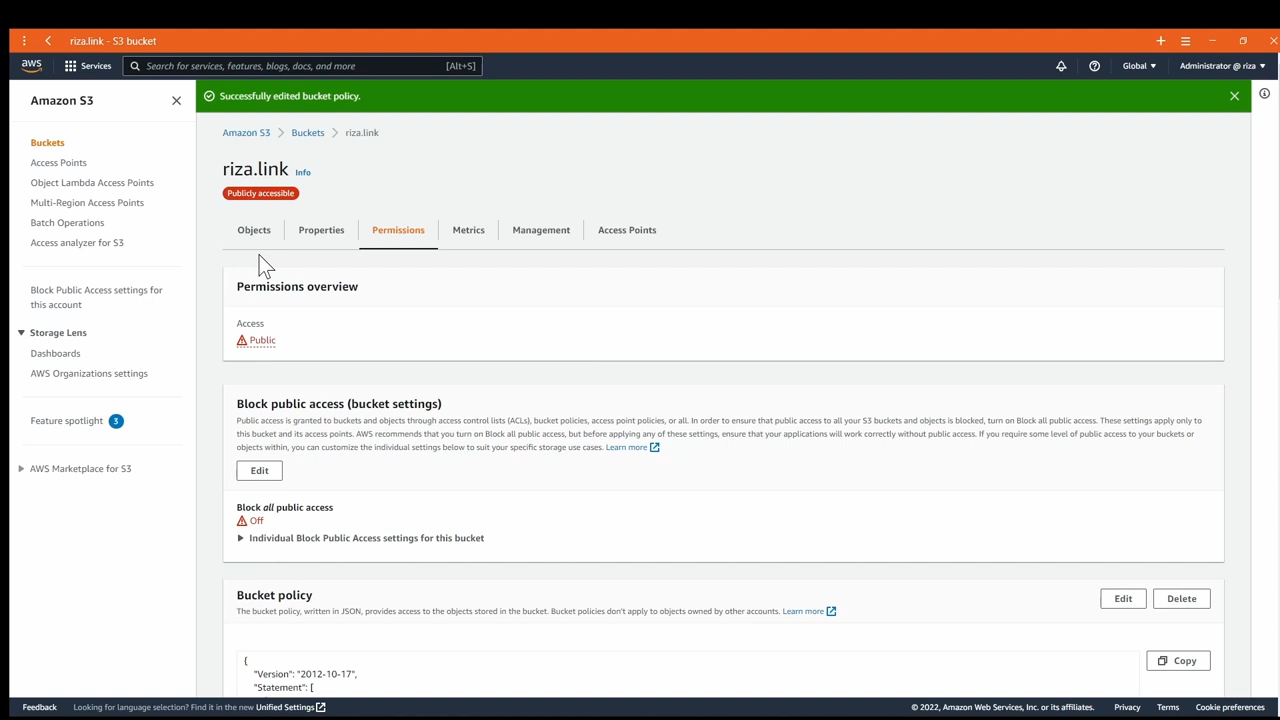 riza.link - S3 bucket
aws
Services
Search for services, features, blogs, docs, and more [Alt+S]
Global
Administrator @ riza
Amazon S3
Buckets
Access Points
Object Lambda Access Points
Multi-Region Access Points
Batch Operations
Access analyzer for S3
Block Public Access settings for
this account
Storage Lens
Dashboards
AWS Organizations settings
Feature spotlight 3
AWS Marketplace for S3
Successfully edited bucket policy.
Amazon S3 > Buckets > riza.link
riza.link Info
Publicly accessible
Objects Properties Permissions Metrics Management Access Points
Permissions overview
Access
Public
Block public access (bucket settings)
Public access is granted to buckets and objects through access control lists (ACLs), bucket policies, access point policies, or all. In order to ensure that public access to all your S3 buckets and objects is blocked, turn on Block all public access. These settings apply only to
this bucket and its access points. AWS recommends that you turn on Block all public access, but before applying any of these settings, ensure that your applications will work correctly without public access. If you require some level of public access to your buckets or
objects within, you can customize the individual settings below to suit your specific storage use cases. Learn more
Edit
Block all public access
Off
Individual Block Public Access settings for this bucket
Bucket policy
Edit Delete
The bucket policy, written in JSON, provides access to the objects stored in the bucket. Bucket policies don't apply to objects owned by other accounts. Learn more
{
"Version": "2012-10-17",
"Statement": [
Copy
Feedback Looking for language selection? Find it in the new Unified Settings © 2022, Amazon Web Services, Inc. or its affiliates. Privacy Terms Cookie preferences